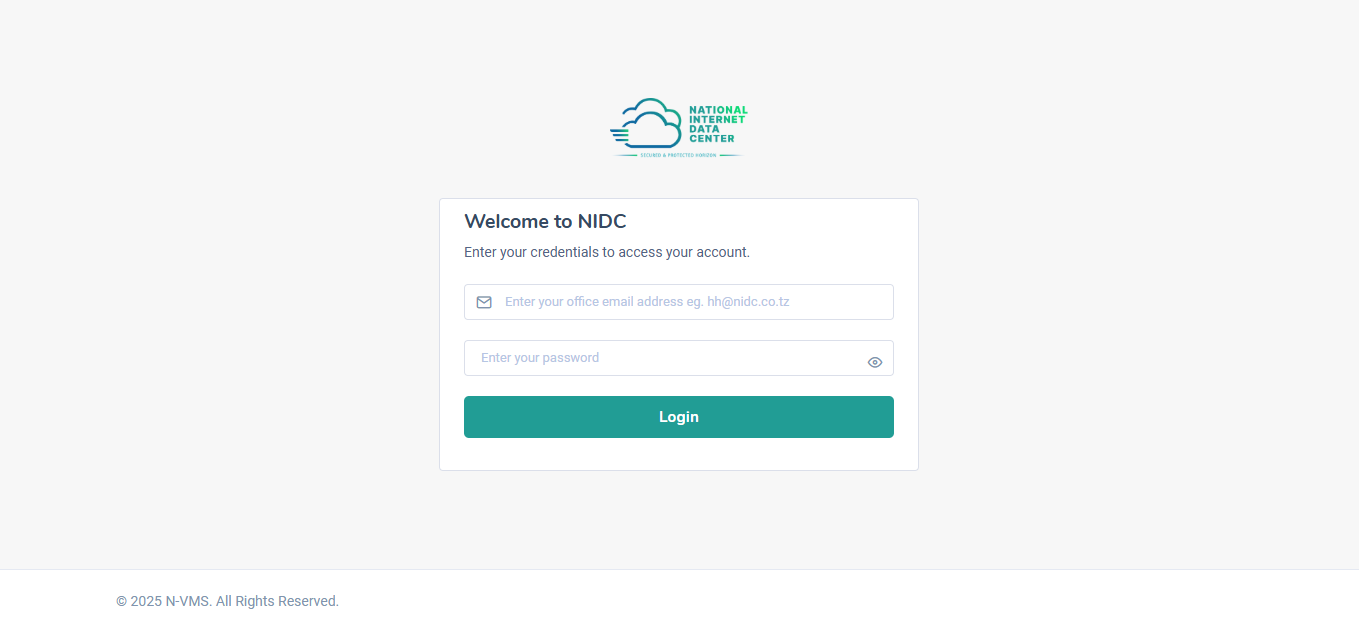 NATIONAL
INTERNET
DATA
CENTER
SECURED & PROTECTED HORIZON
Welcome to NIDC
Enter your credentials to access your account.
Enter your office email address eg. hh@nidc.co.tz
Enter your password
Login
© 2025 N-VMS. All Rights Reserved.